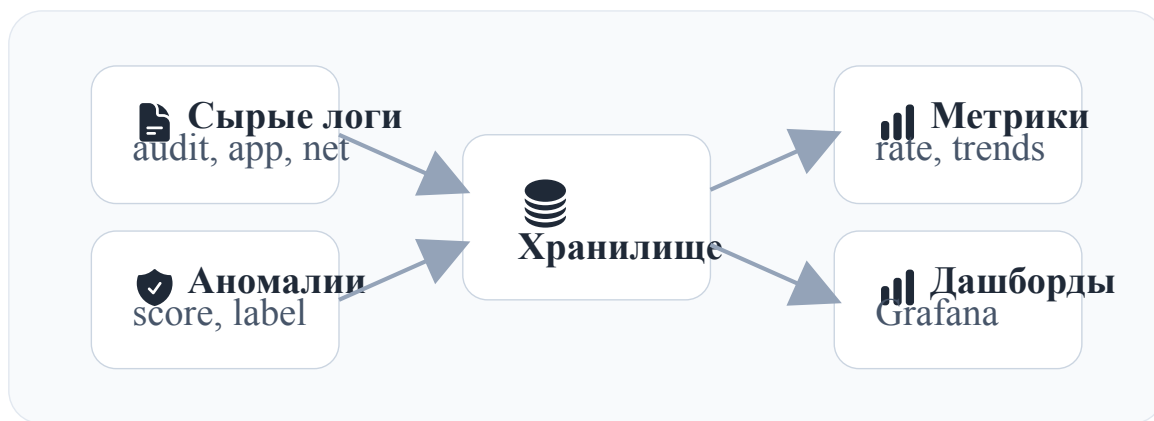 Сырые логи
audit, app, net
Аномалии
score, label
Хранилище
Метрики
rate, trends
Дашборды
Grafana